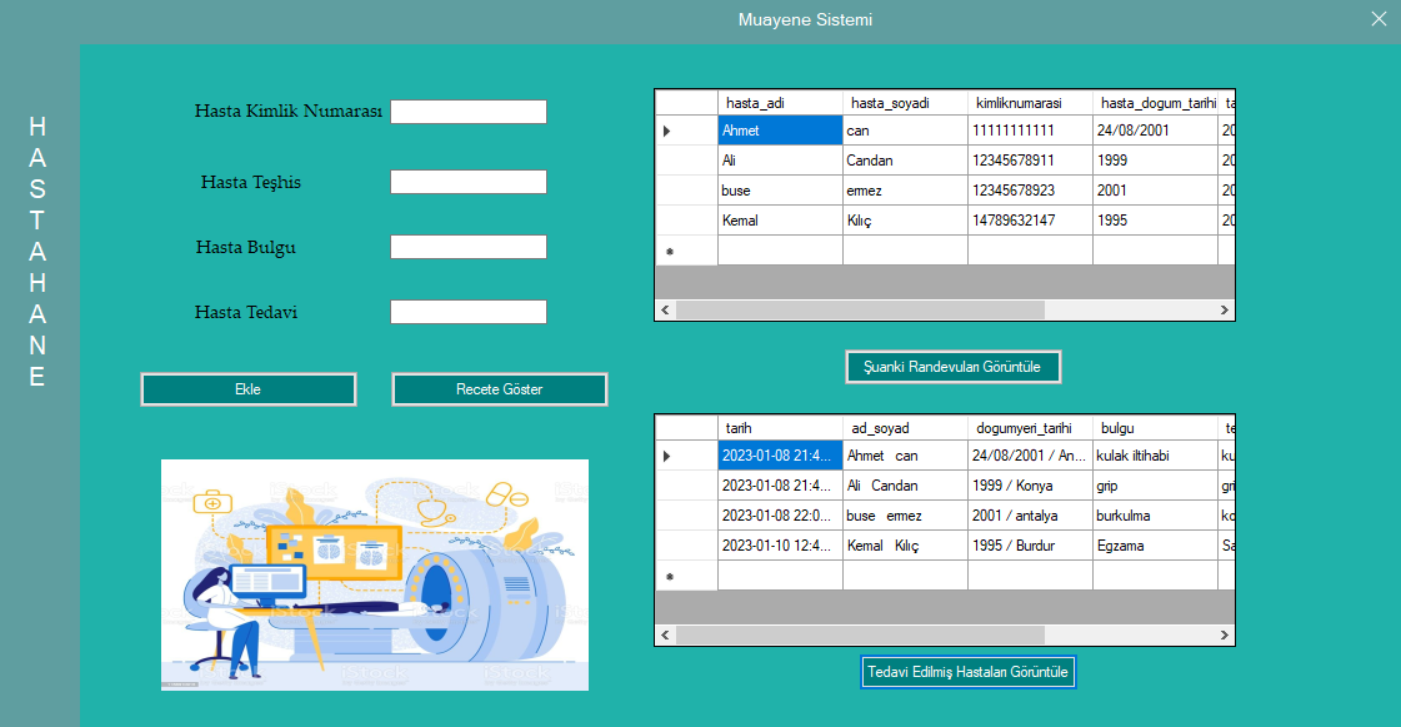 Muayene Sistemi
HASTAHANE
Hasta Kimlik Numarası
Hasta Teşhis
Hasta Bulgu
Hasta Tedavi
Ekle
Recete Göster
iStock
hasta_adi hasta_soyadi kimliknumarasi hasta_dogum_tarihi ta
Ahmet can 11111111111 24/08/2001 20
Ali Candan 12345678911 1999 20
buse ermez 12345678923 2001 20
Kemal Kılıç 14789632147 1995 20
Şuanki Randevuları Görüntüle
tarih ad_soyad dogumyeri_tarihi bulgu te
2023-01-08 21:4... Ahmet can 24/08/2001 / An... kulak iltihabi ku
2023-01-08 21:4... Ali Candan 1999 / Konya grip gri
2023-01-08 22:0... buse ermez 2001 / antalya burkulma ko
2023-01-10 12:4... Kemal Kılıç 1995 / Burdur Egzama Sa
Tedavi Edilmiş Hastaları Görüntüle